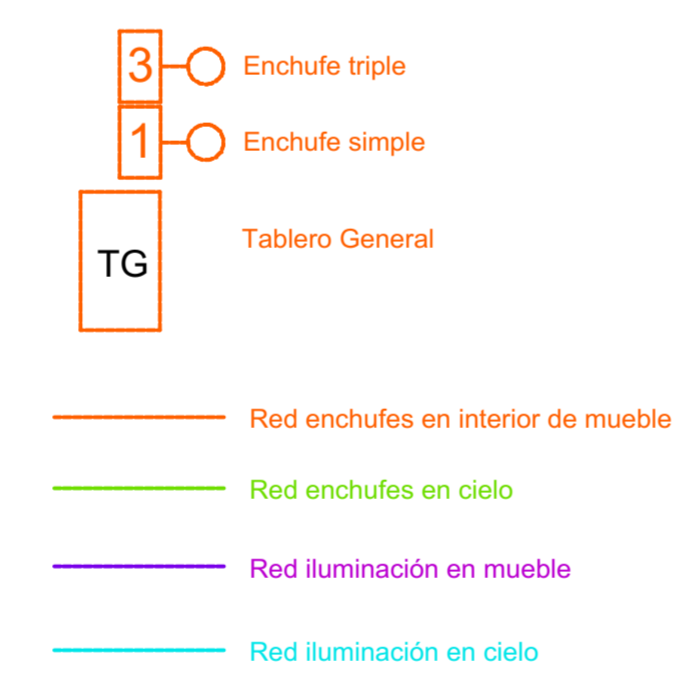 3 Enchufe triple
1 Enchufe simple
Tablero General
TG
Red enchufes en interior de mueble
Red enchufes en cielo
Red iluminación en mueble
Red iluminación en cielo